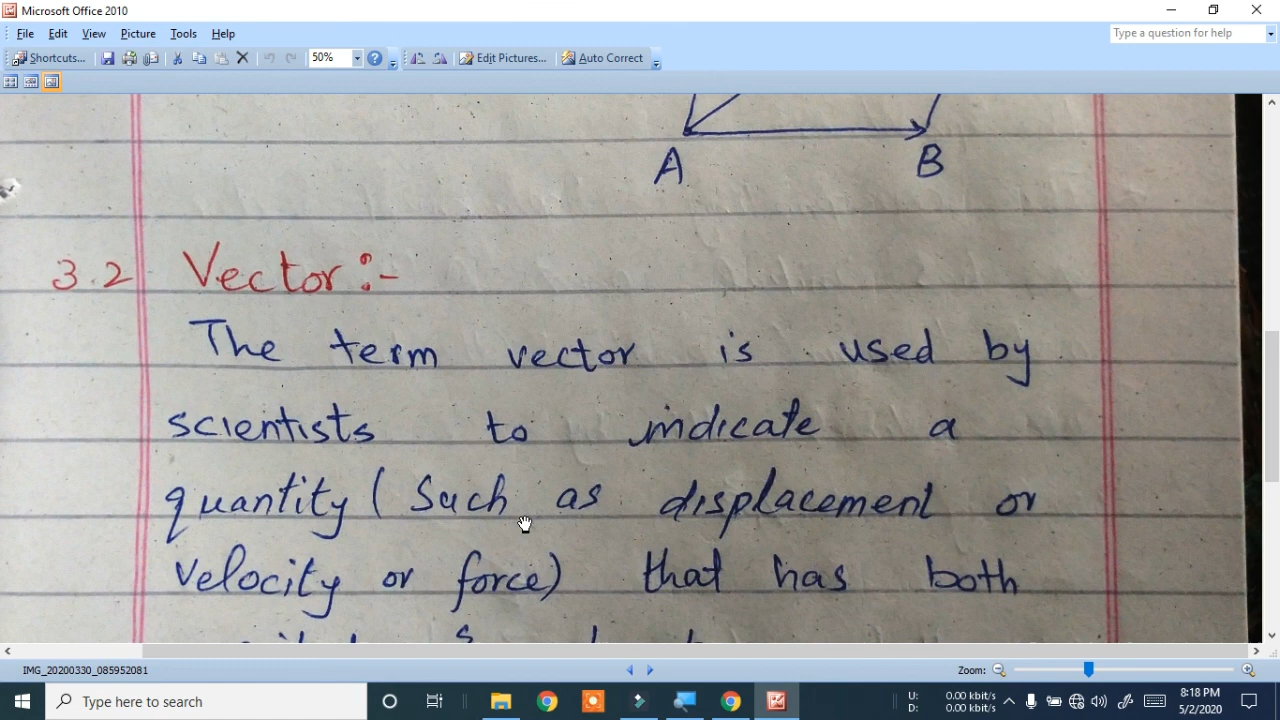 Microsoft Office 2010
File Edit View Picture Tools Help
Type a question for help
Shortcuts... 50% Edit Pictures... Auto Correct
A B
3.2 Vector:-
The term vector is used by
scientists to indicate a
quantity (Such as displacement or
velocity or force) that has both
IMG_20200330_085952081
Zoom:
Type here to search
U: 0.00 kbit/s
D: 0.00 kbit/s
8:18 PM
5/2/2020